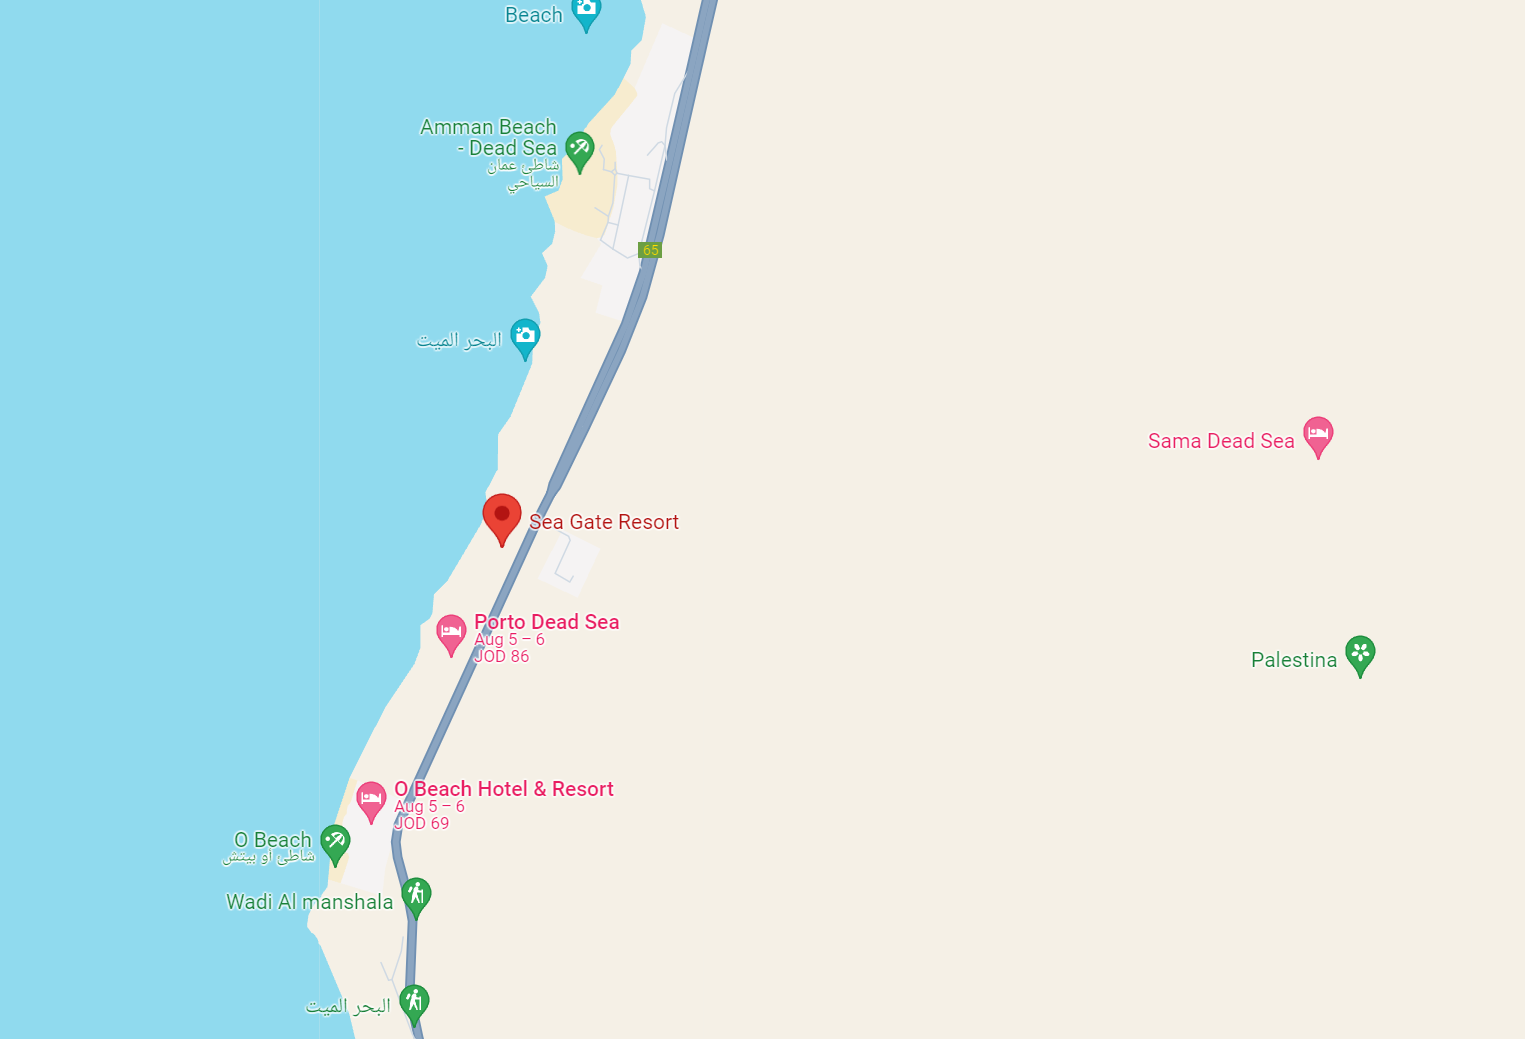 Beach
Amman Beach
- Dead Sea
شاطئ عمان
السياحي
65
البحر الميت
Sama Dead Sea
Sea Gate Resort
Porto Dead Sea
Aug 5 – 6
JOD 86
Palestina
O Beach Hotel & Resort
Aug 5 – 6
JOD 69
O Beach
شاطئ أو بيتش
Wadi Al manshala
البحر الميت